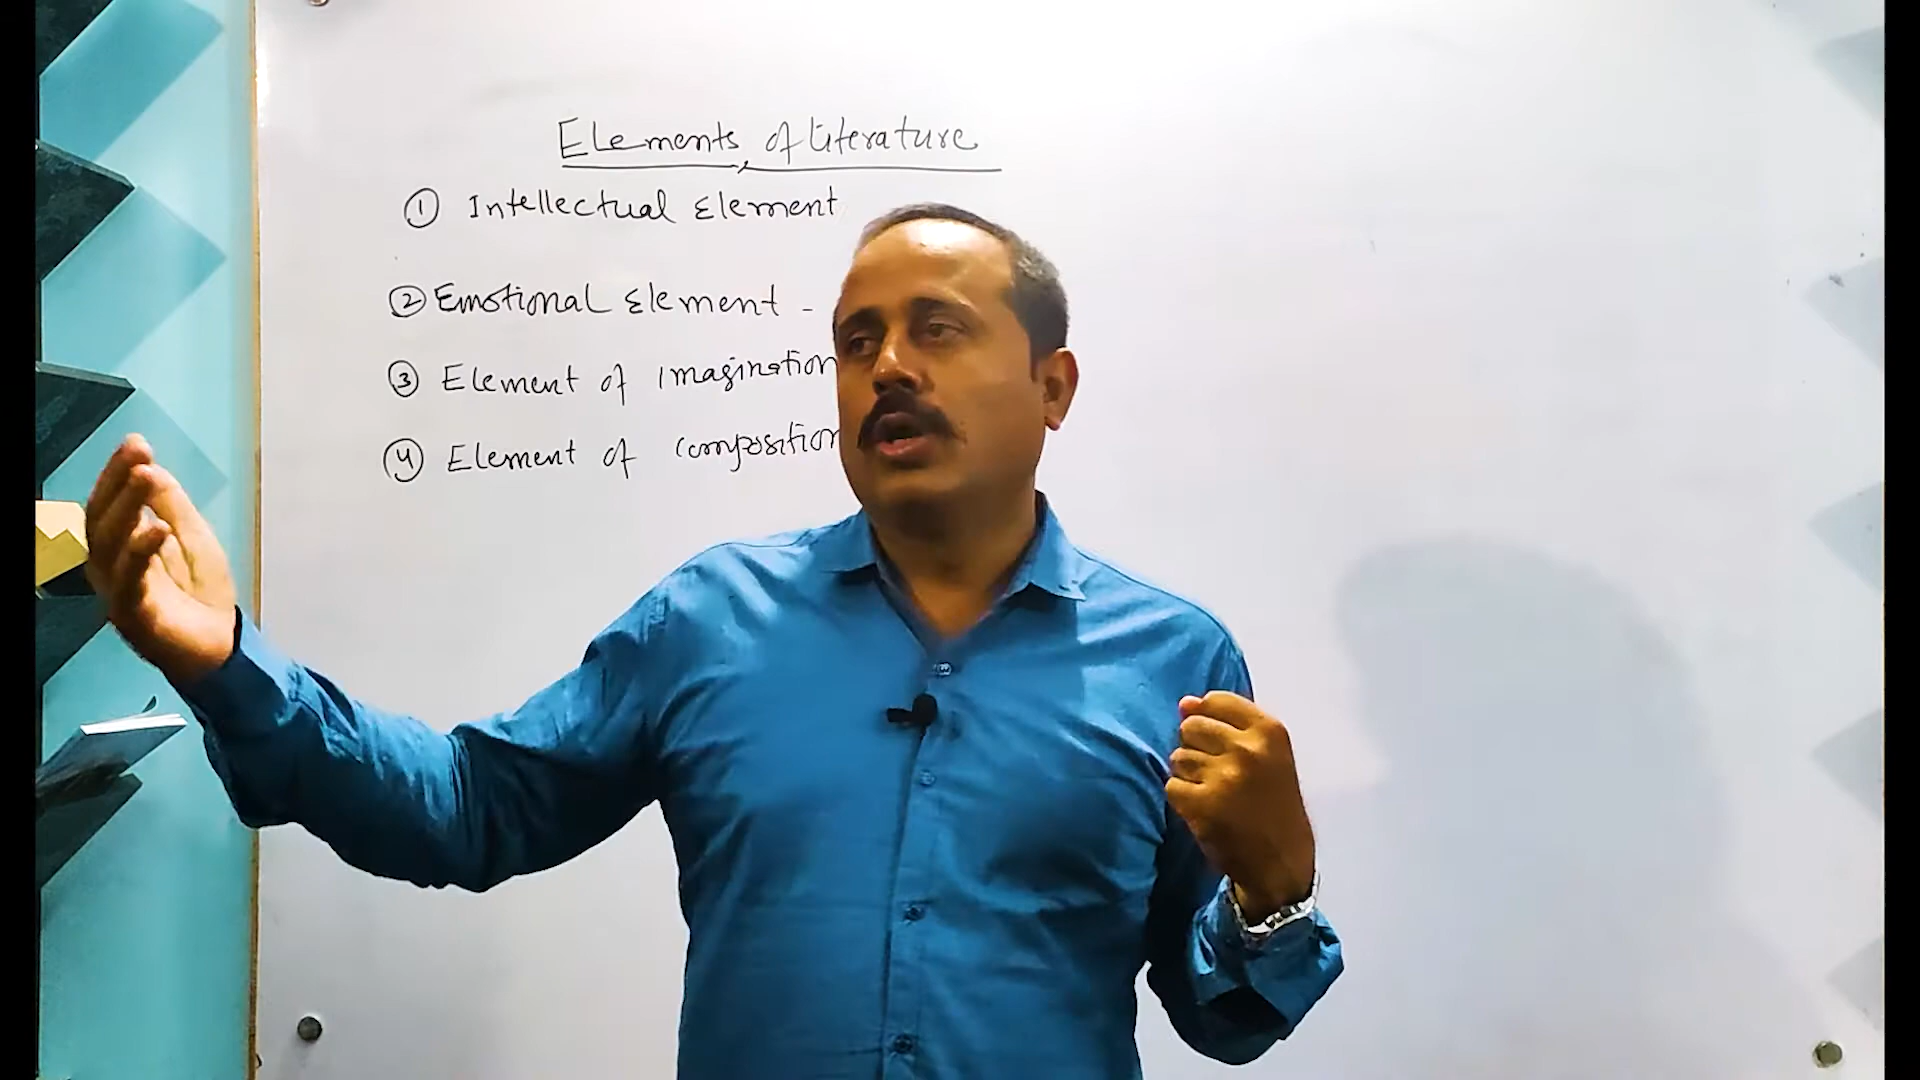 Elements of Literature
① Intellectual Element
② Emotional Element -
③ Element of Imagination
④ Element of Composition